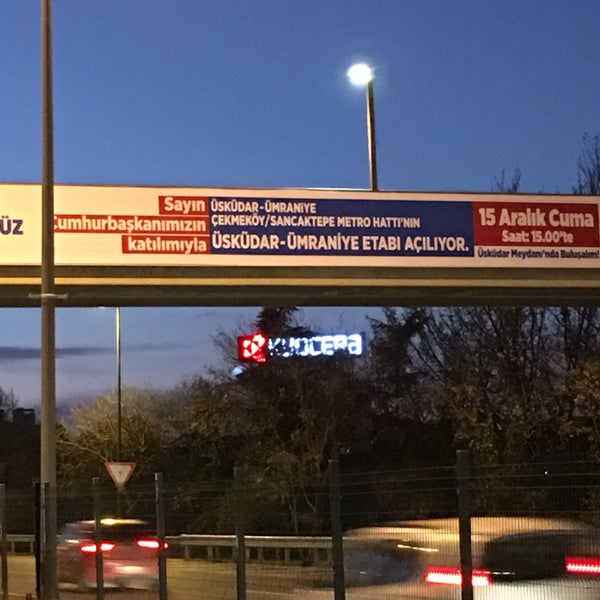 ÜZ
Sayın
Cumhurbaşkanımızın
katılımıyla
ÜSKÜDAR-ÜMRANİYE
ÇEKMEKÖY/SANCAKTEPE METRO HATTI'NIN
ÜSKÜDAR-ÜMRANİYE ETABI AÇILIYOR.
15 Aralık Cuma
Saat: 15.00'te
Üsküdar Meydanı'nda Buluşalım!
KYOCERA